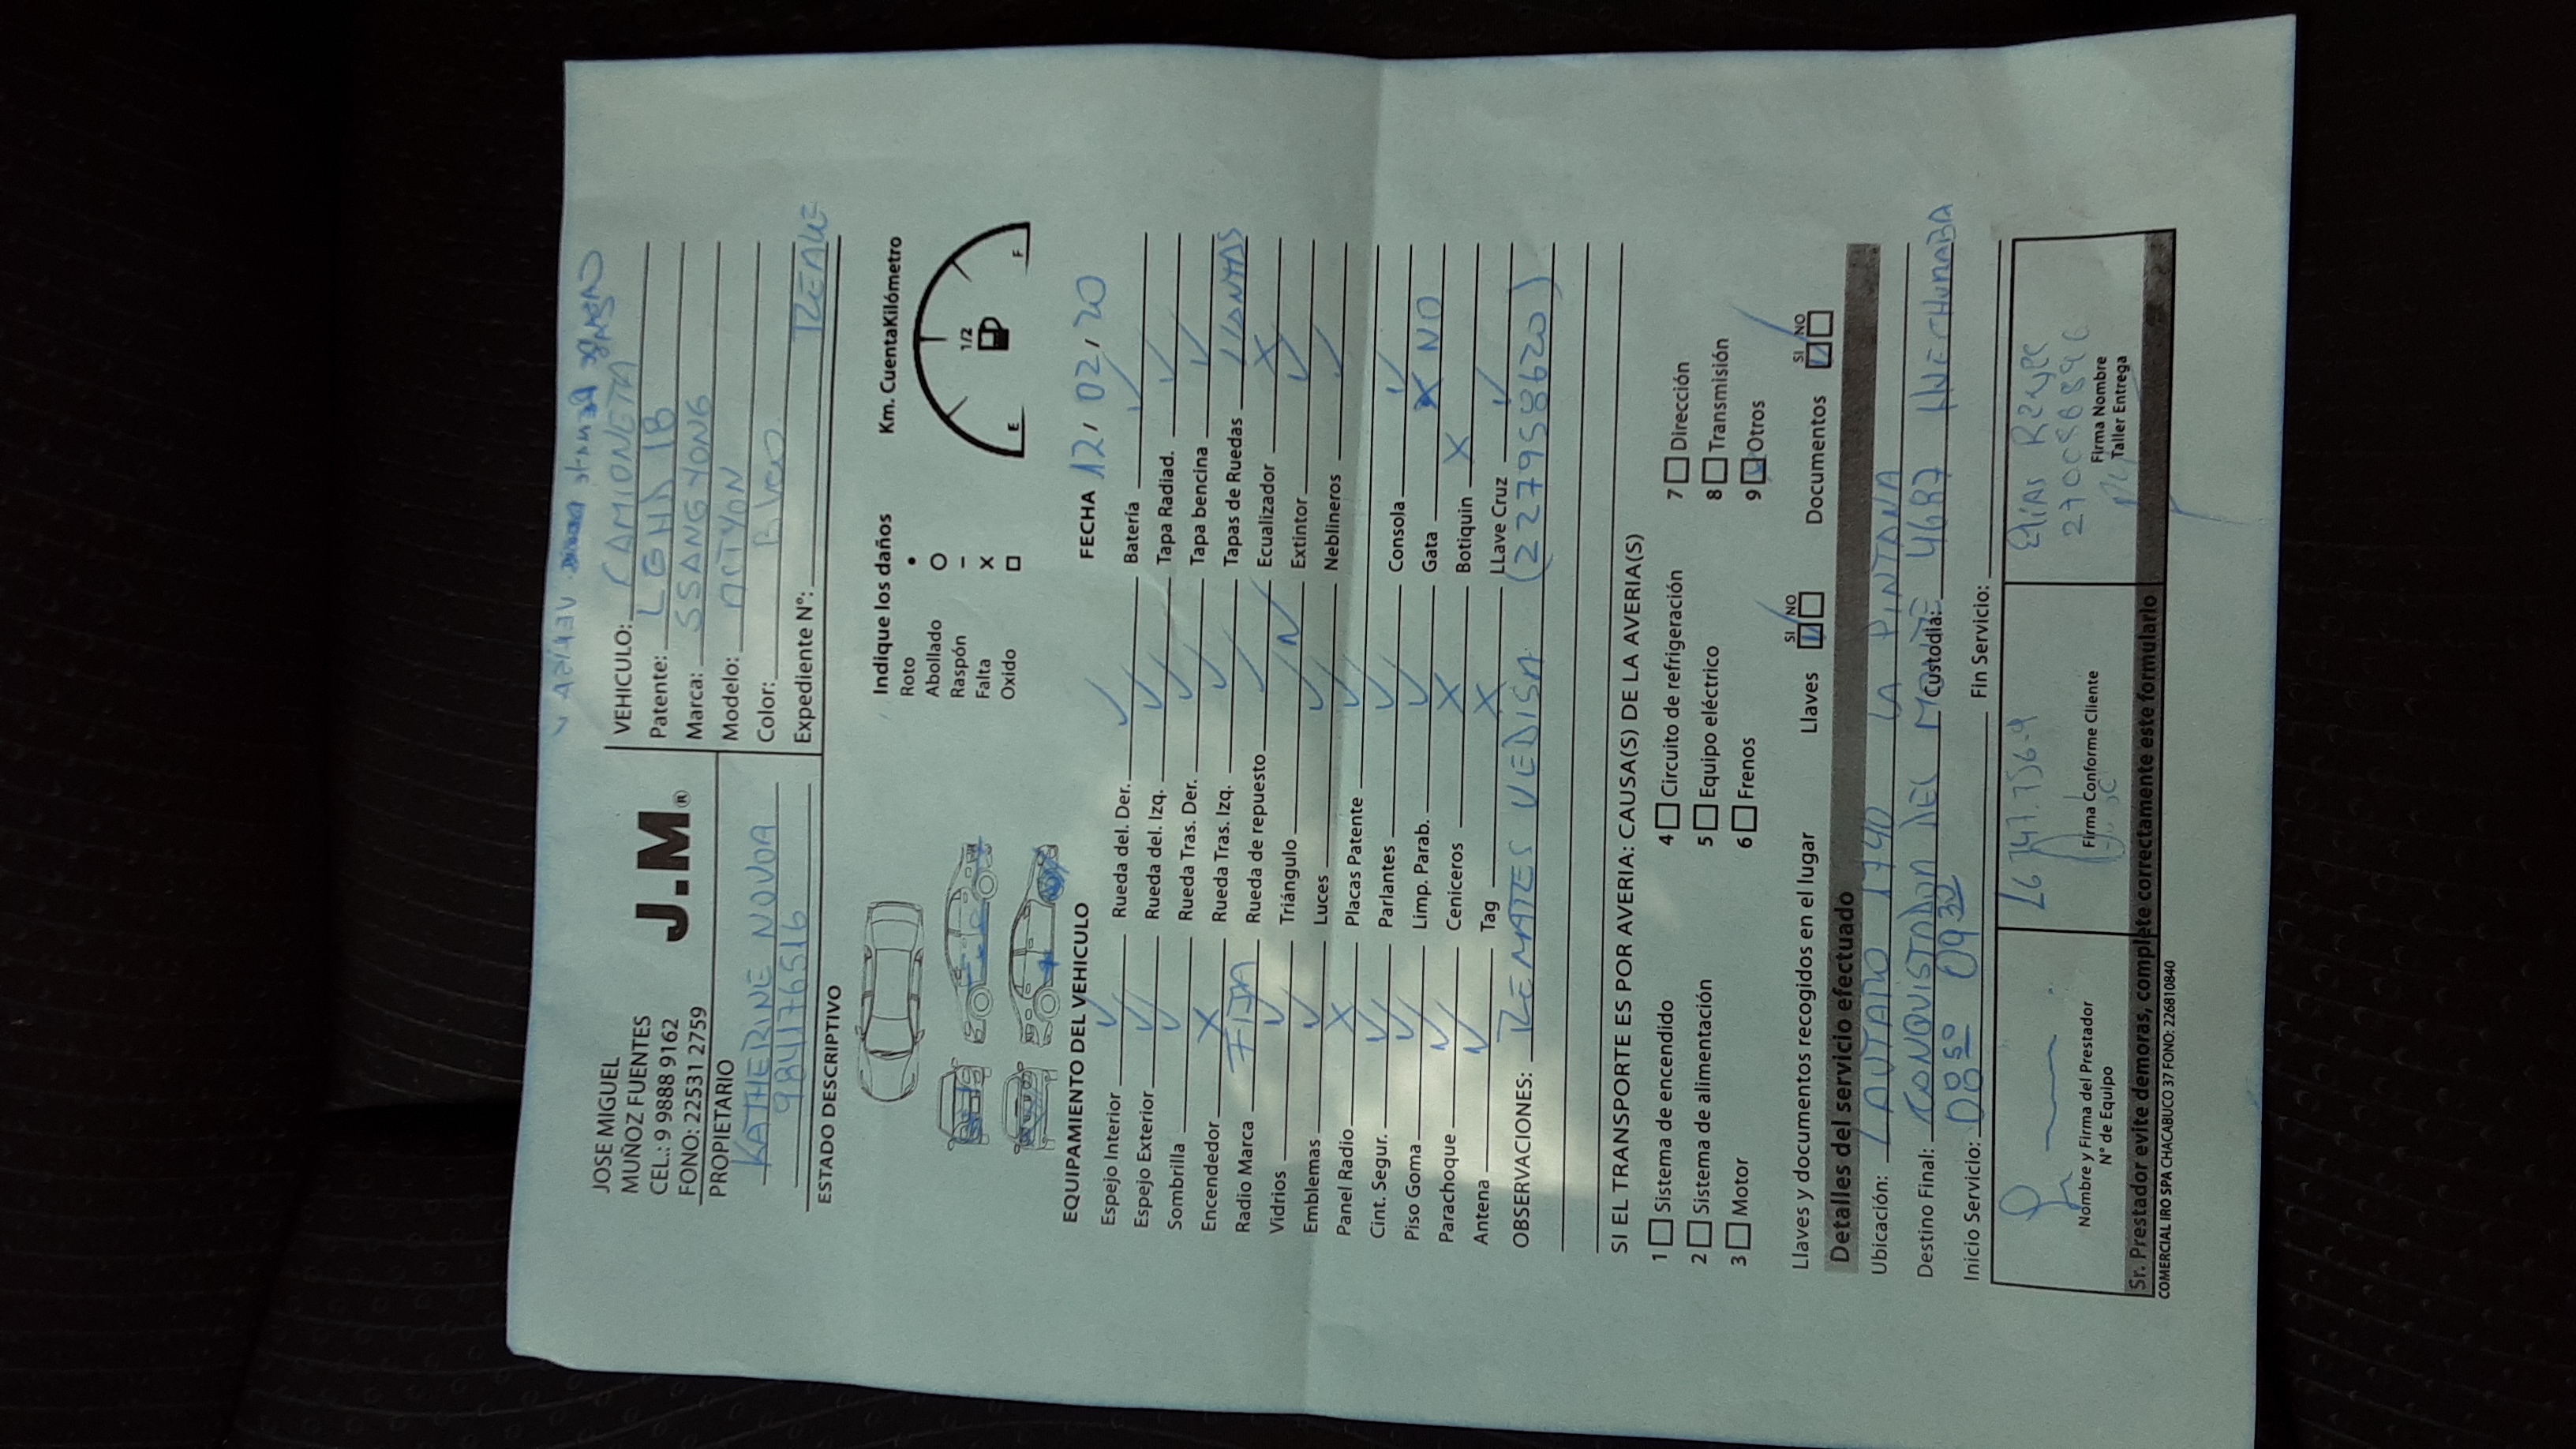 JOSE MIGUEL
MUÑOZ FUENTES
CEL.: 9 9888 9162
FONO: 22531 2759
J.M®
PROPIETARIO
KATHERINE NOVOA
984176516
VEHICULO: CAMIONETA
Patente: LGHD 18
Marca: SSANGYONG
Modelo: ACTYON
Color:
Expediente N°:
ESTADO DESCRIPTIVO
Indique los daños
Roto •
Abollado O
Raspón –
Falta x
Oxido □
Km. CuentaKilómetro
E 1/2 F
EQUIPAMIENTO DEL VEHICULO
FECHA 12, 02, 20
Espejo Interior ✓ Rueda del. Der. ✓ Batería ✓
Espejo Exterior ✓ Rueda del. Izq. ✓ Tapa Radiad. ✓
Sombrilla ✓ Rueda Tras. Der. ✓ Tapa bencina ✓
Encendedor X Rueda Tras. Izq. ✓ Tapas de Ruedas LLANTAS
Radio Marca FIJA Rueda de repuesto ✓ Ecualizador X
Vidrios ✓ Triángulo N Extintor ✓
Emblemas ✓ Luces ✓ Neblineros ✓
Panel Radio X Placas Patente ✓
Cint. Segur. ✓ Parlantes ✓ Consola ✓
Piso Goma ✓ Limp. Parab. ✓ Gata X NO
Parachoque ✓ Ceniceros X Botiquin X
Antena ✓ Tag X LLave Cruz ✓
OBSERVACIONES: REMATES VEDISA (227958620)
SI EL TRANSPORTE ES POR AVERIA: CAUSA(S) DE LA AVERIA(S)
1 □ Sistema de encendido 4 □ Circuito de refrigeración 7 □ Dirección
2 □ Sistema de alimentación 5 □ Equipo eléctrico 8 □ Transmisión
3 □ Motor 6 □ Frenos 9 □ Otros
Llaves y documentos recogidos en el lugar Llaves SI NO Documentos SI NO
Detalles del servicio efectuado
Ubicación: LAUTARO 1740 LA PINTANA
Destino Final: CONQUISTADOR DEL MONTE Custodia: 4687 HUECHURABA
Inicio Servicio: 08 50 09 30 Fin Servicio:
Nombre y Firma del Prestador
N° de Equipo
16 747.756-9
Firma Conforme Cliente
Elias Reyes
27008896
Firma Nombre
Taller Entrega
Sr. Prestador evite demoras, complete correctamente este formularlo
COMERCIAL IRO SPA CHACABUCO 37 FONO: 226810840